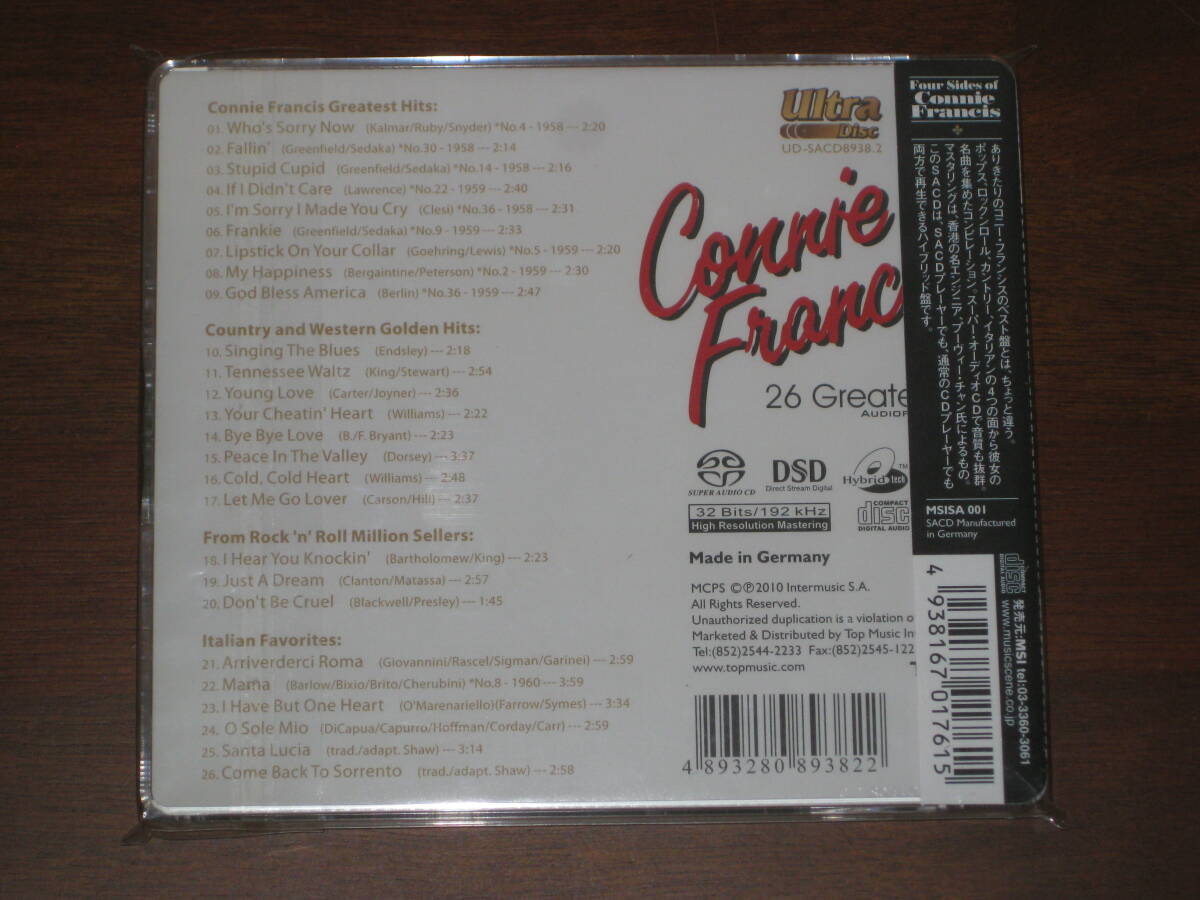 Connie Francis Greatest Hits:
01. Who's Sorry Now (Kalmar/Ruby/Snyder) *No.4 - 1958 --- 2:20
02. Fallin' (Greenfield/Sedaka) *No.30 - 1958 --- 2:14
03. Stupid Cupid (Greenfield/Sedaka) *No.14 - 1958 --- 2:16
04. If I Didn't Care (Lawrence) *No.22 - 1959 --- 2:40
05. I'm Sorry I Made You Cry (Clesi) *No.36 - 1958 --- 2:31
06. Frankie (Greenfield/Sedaka) *No.9 - 1959 --- 2:33
07. Lipstick On Your Collar (Goehring/Lewis) *No.5 - 1959 --- 2:20
08. My Happiness (Bergaintine/Peterson) *No.2 - 1959 --- 2:30
09. God Bless America (Berlin) *No.36 - 1959 --- 2:47
Country and Western Golden Hits:
10. Singing The Blues (Endsley) --- 2:18
11. Tennessee Waltz (King/Stewart) --- 2:54
12. Young Love (Carter/Joyner) --- 2:36
13. Your Cheatin' Heart (Williams) --- 2:22
14. Bye Bye Love (B./F. Bryant) --- 2:23
15. Peace In The Valley (Dorsey) --- 3:37
16. Cold, Cold Heart (Williams) --- 2:48
17. Let Me Go Lover (Carson/Hill) --- 2:37
From Rock 'n' Roll Million Sellers:
18. I Hear You Knockin' (Bartholomew/King) --- 2:23
19. Just A Dream (Clanton/Matassa) --- 2:57
20. Don't Be Cruel (Blackwell/Presley) --- 1:45
Italian Favorites:
21. Arriverderci Roma (Giovannini/Rascel/Sigman/Garinei) --- 2:59
22. Mama (Barlow/Bixio/Brito/Cherubini) *No.8 - 1960 --- 3:59
23. I Have But One Heart (O'Marenariello)(Farrow/Symes) --- 3:34
24. O Sole Mio (DiCapua/Capurro/Hoffman/Corday/Carr) --- 2:59
25. Santa Lucia (trad./adapt. Shaw) --- 3:14
26. Come Back To Sorrento (trad./adapt. Shaw) --- 2:58
Ultra
Disc
UD-SACD8938.2
Connie
Franc
26 Greate
AUDIOP
SUPER AUDIO CD
DSD
Direct Stream Digital
Hybrid tech
TM
32 Bits/192 kHz
High Resolution Mastering
COMPACT
disc
DIGITAL AUDIO
Made in Germany
MCPS ©℗2010 Intermusic S.A.
All Rights Reserved.
Unauthorized duplication is a violation o
Marketed & Distributed by Top Music Int
Tel:(852)2544-2233 Fax:(852)2545-122
www.topmusic.com
4 893280 893822
Four Sides of
Connie
Francis
ありきたりのコニー・フランシスのベスト盤とは、ちょっと違う。
ポップス、ロックンロール、カントリー、イタリアンの4つの面から彼女の
名曲を集めたコンピレーション。スーパー・オーディオCDで音質も抜群。
マスタリングは、香港の名エンジニア、プーヴィー・チャン氏によるもの。
このSACDは、SACDプレーヤーでも、通常のCDプレーヤーでも
両方で再生できるハイブリッド盤です。
MSISA 001
SACD Manufactured
in Germany
COMPACT
disc
DIGITAL AUDIO
発売元:MSI tel:03-3360-3061
www.musicscene.co.jp
4 938167 017615